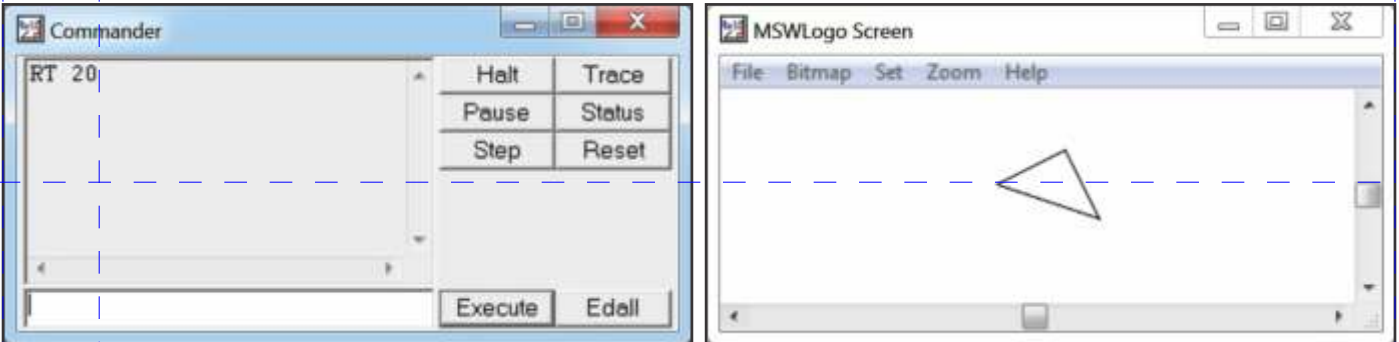 Commander
RT 20
Halt Trace
Pause Status
Step Reset
Execute Edall
MSWLogo Screen
File Bitmap Set Zoom Help